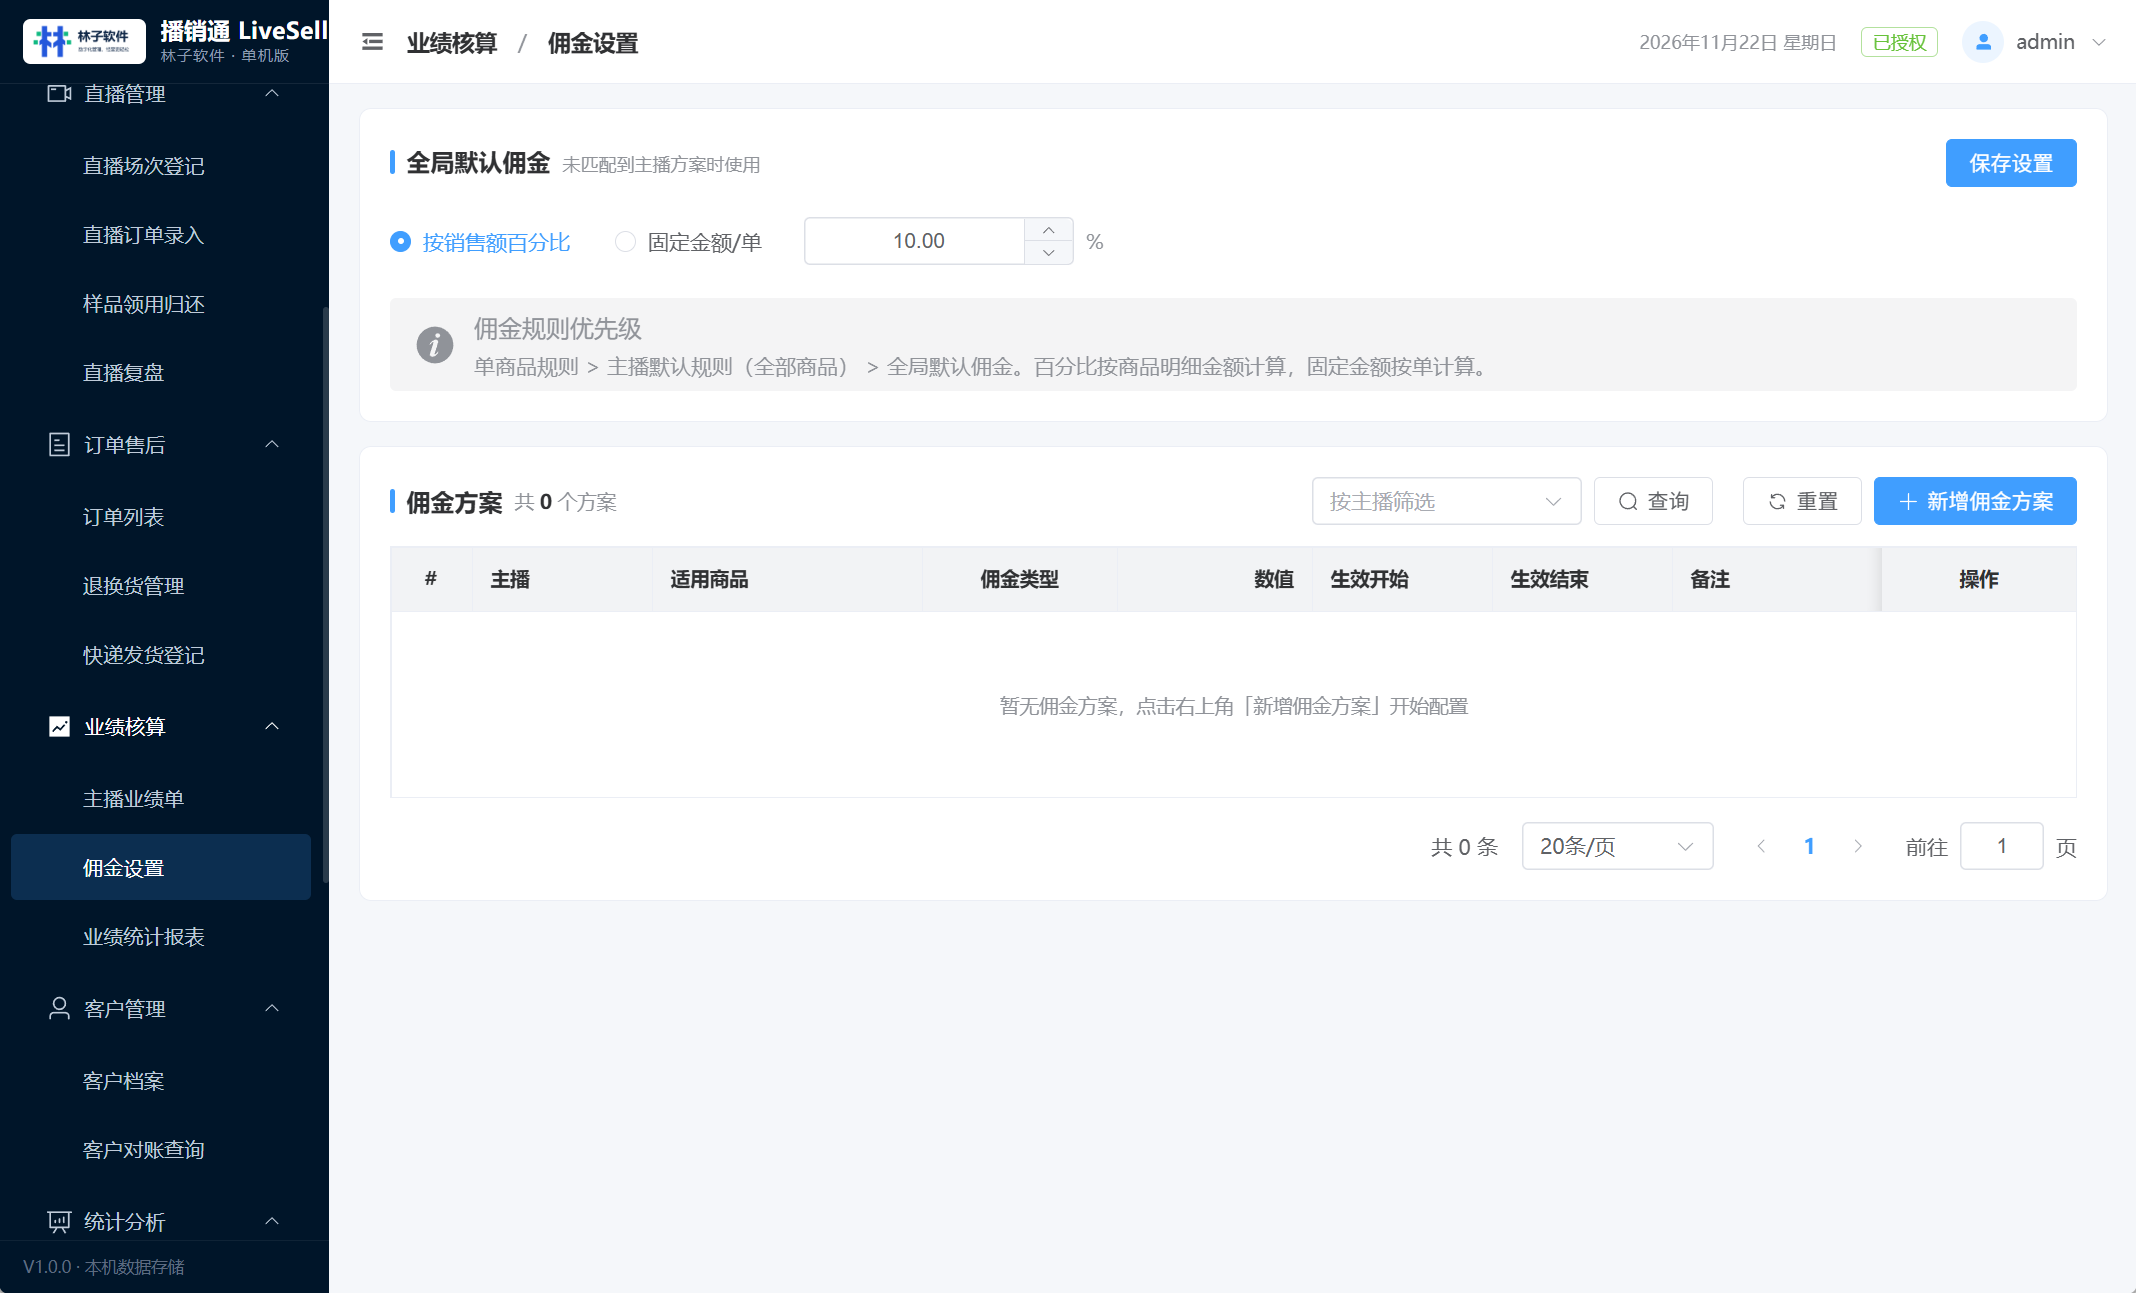 林子软件
播销通 LiveSell
林子软件 · 单机版
直播管理
直播场次登记
直播订单录入
样品领用归还
直播复盘
订单售后
订单列表
退换货管理
快递发货登记
业绩核算
主播业绩单
佣金设置
业绩统计报表
客户管理
客户档案
客户对账查询
统计分析
V1.0.0 · 本机数据存储
业绩核算 / 佣金设置
2026年11月22日 星期日 已授权 admin
全局默认佣金 未匹配到主播方案时使用 保存设置
按销售额百分比 固定金额/单 10.00 %
佣金规则优先级
单商品规则 > 主播默认规则（全部商品） > 全局默认佣金。百分比按商品明细金额计算，固定金额按单计算。
佣金方案 共 0 个方案 按主播筛选 查询 重置 新增佣金方案
# 主播 适用商品 佣金类型 数值 生效开始 生效结束 备注 操作
暂无佣金方案，点击右上角「新增佣金方案」开始配置
共 0 条 20条/页 1 前往 1 页